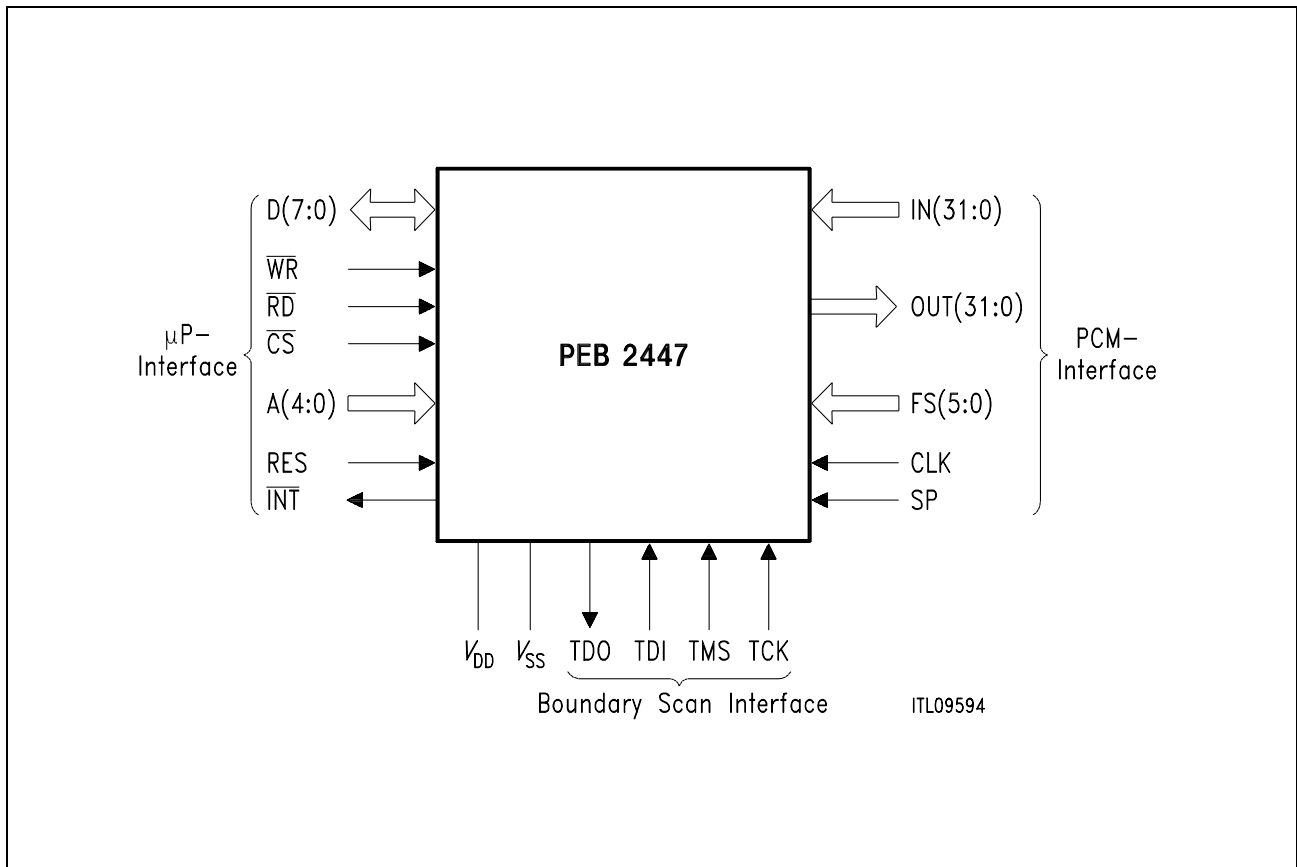 D(7:0)
WR
RD
CS
A(4:0)
RES
INT
μP-
Interface
PEB 2447
IN(31:0)
OUT(31:0)
FS(5:0)
CLK
SP
PCM-
Interface
VDD VSS TDO TDI TMS TCK
Boundary Scan Interface
ITL09594